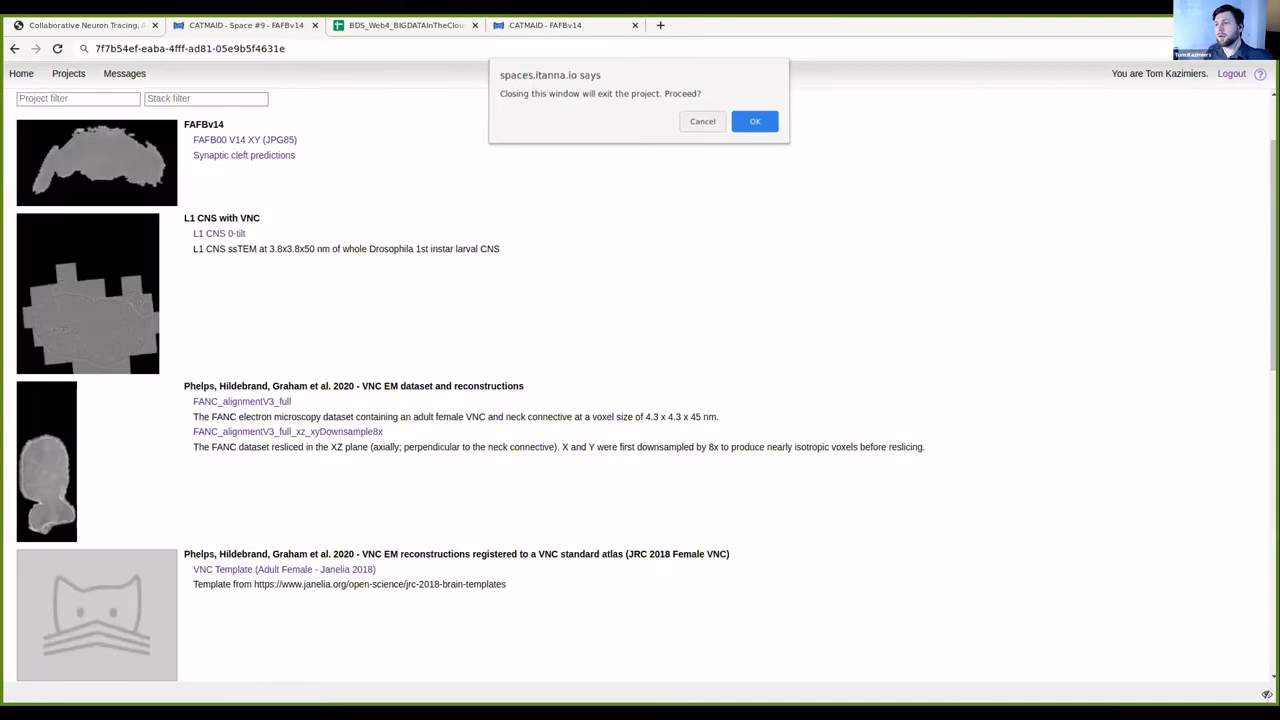 Collaborative Neuron Tracing, A
CATMAID - Space #9 - FAFBv14
BDS_Web4_BIGDATAInTheClou
CATMAID - FAFBv14
7f7b54ef-eaba-4fff-ad81-05e9b5f4631e
Tom Kazimiers
Home Projects Messages
You are Tom Kazimiers. Logout
spaces.itanna.io says
Closing this window will exit the project. Proceed?
Cancel OK
Project filter Stack filter
FAFBv14
FAFB00 V14 XY (JPG85)
Synaptic cleft predictions
L1 CNS with VNC
L1 CNS 0-tilt
L1 CNS ssTEM at 3.8x3.8x50 nm of whole Drosophila 1st instar larval CNS
Phelps, Hildebrand, Graham et al. 2020 - VNC EM dataset and reconstructions
FANC_alignmentV3_full
The FANC electron microscopy dataset containing an adult female VNC and neck connective at a voxel size of 4.3 x 4.3 x 45 nm.
FANC_alignmentV3_full_xz_xyDownsample8x
The FANC dataset resliced in the XZ plane (axially; perpendicular to the neck connective). X and Y were first downsampled by 8x to produce nearly isotropic voxels before reslicing.
Phelps, Hildebrand, Graham et al. 2020 - VNC EM reconstructions registered to a VNC standard atlas (JRC 2018 Female VNC)
VNC Template (Adult Female - Janelia 2018)
Template from https://www.janelia.org/open-science/jrc-2018-brain-templates